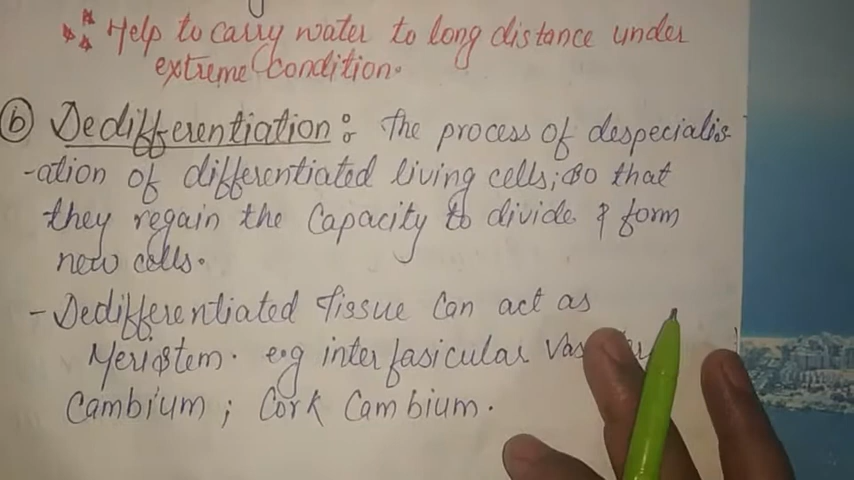 Help to carry water to long distance under
extreme condition.
(b) Dedifferentiation : The process of despecialis
-ation of differentiated living cells; so that
they regain the capacity to divide & form
new cells.
- Dedifferentiated Tissue can act as
Meristem. e.g inter fasicular
Cambium ; Cork Cambium.